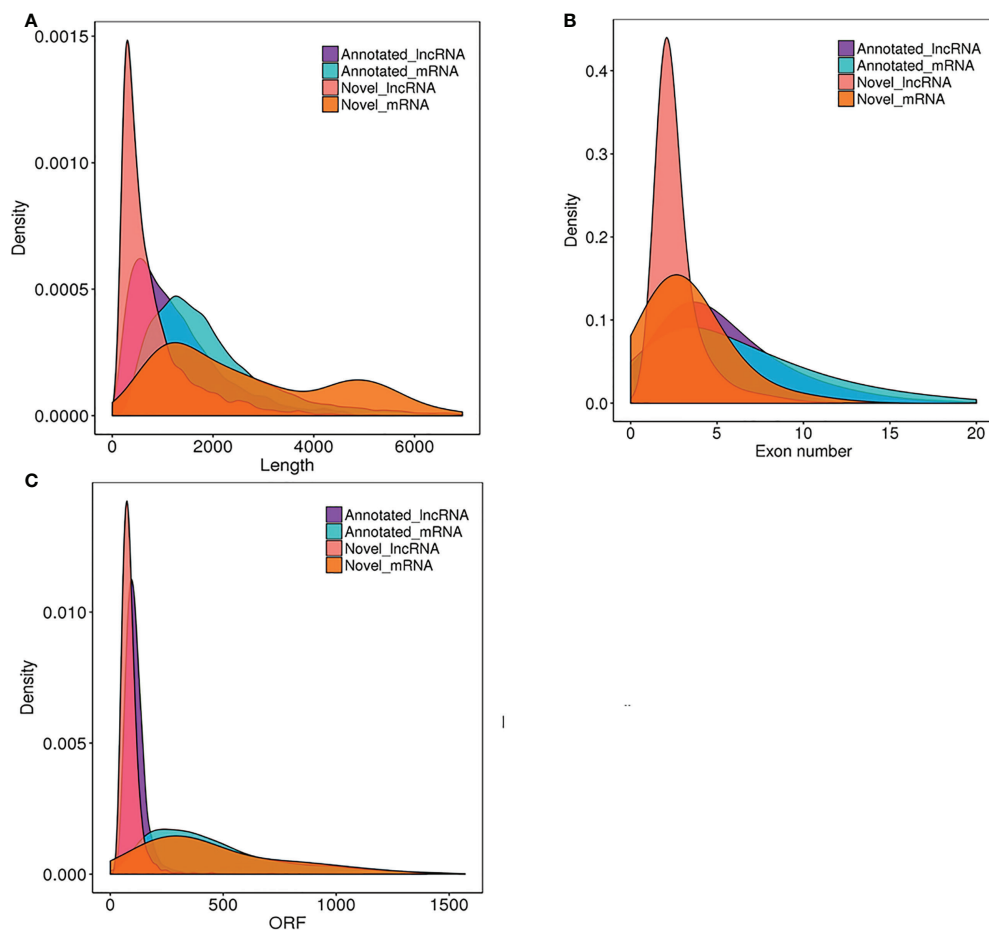 A
0.0015
0.0010
0.0005
0.0000
Density
0 2000 4000 6000
Length
Annotated_lncRNA
Annotated_mRNA
Novel_lncRNA
Novel_mRNA
B
0.4
0.3
0.2
0.1
0.0
Density
0 5 10 15 20
Exon number
Annotated_lncRNA
Annotated_mRNA
Novel_lncRNA
Novel_mRNA
C
0.010
0.005
0.000
Density
0 500 1000 1500
ORF
Annotated_lncRNA
Annotated_mRNA
Novel_lncRNA
Novel_mRNA